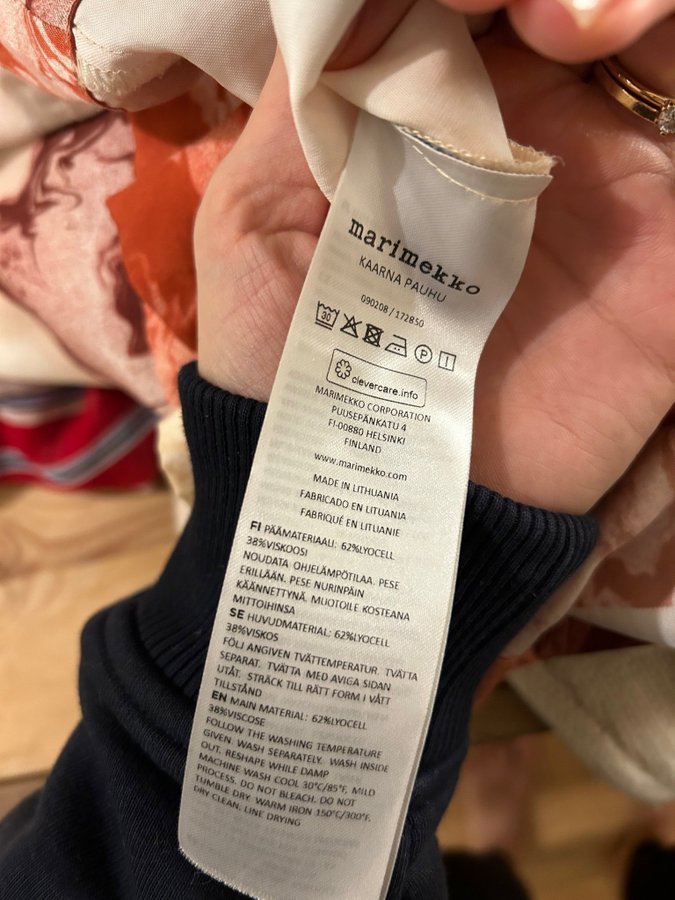 marimekko
KAARNA PAUHU
090208 / 172850
30 P
clevercare.info
MARIMEKKO CORPORATION
PUUSEPÄNKATU 4
FI-00880 HELSINKI
FINLAND
www.marimekko.com
MADE IN LITHUANIA
FABRICADO EN LITUANIA
FABRIQUÉ EN LITUANIE
FI PÄÄMATERIAALI: 62%LYOCELL
38%VISKOOSI
NOUDATA OHJELÄMPÖTILAA. PESE
ERILLÄÄN. PESE NURINPÄIN
KÄÄNNETTYNÄ. MUOTOILE KOSTEANA
MITTOIHINSA
SE HUVUDMATERIAL: 62%LYOCELL
38%VISKOS
FÖLJ ANGIVEN TVÄTTEMPERATUR. TVÄTTA
SEPARAT. TVÄTTA MED AVIGA SIDAN
UTÅT. STRÄCK TILL RÄTT FORM I VÅTT
TILLSTÅND
EN MAIN MATERIAL: 62%LYOCELL
38%VISCOSE
FOLLOW THE WASHING TEMPERATURE
GIVEN. WASH SEPARATELY. WASH INSIDE
OUT. RESHAPE WHILE DAMP
MACHINE WASH COOL 30°C/85°F, MILD
PROCESS. DO NOT BLEACH. DO NOT
TUMBLE DRY. WARM IRON 150°C/300°F.
DRY CLEAN. LINE DRYING